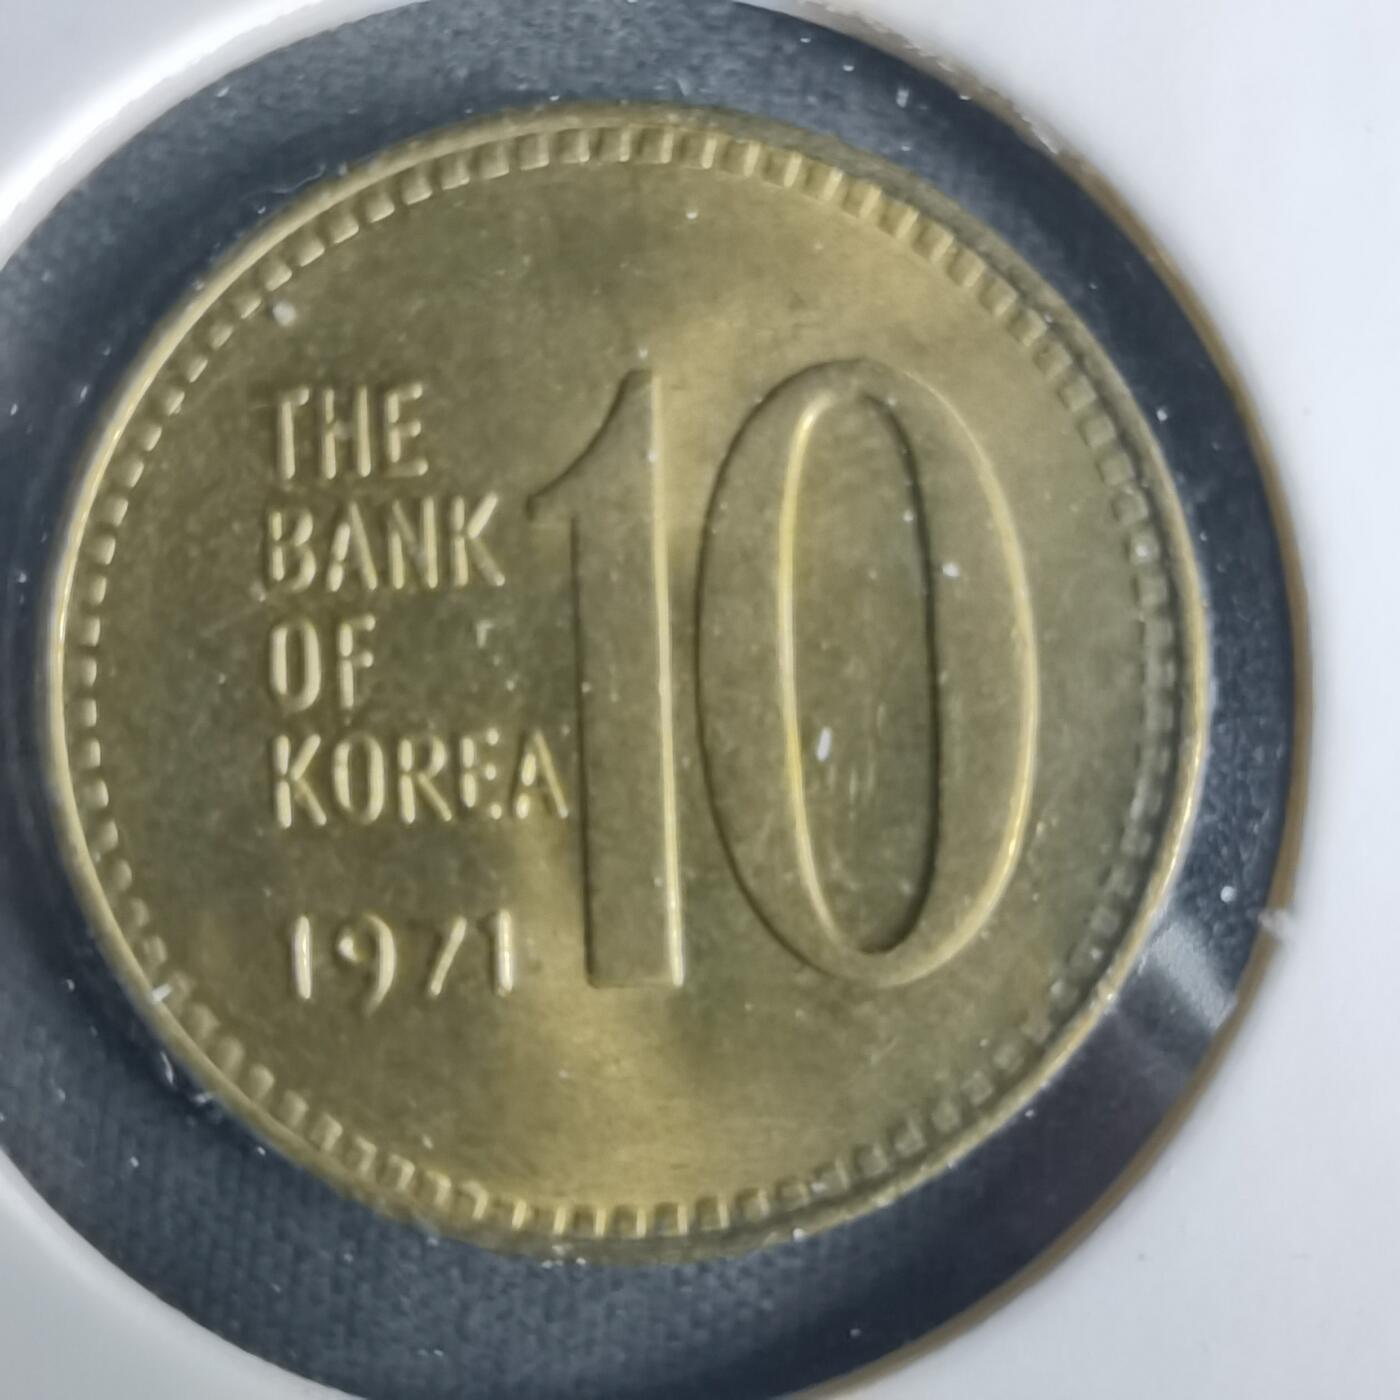 THE
BANK
OF
KOREA
1971
10